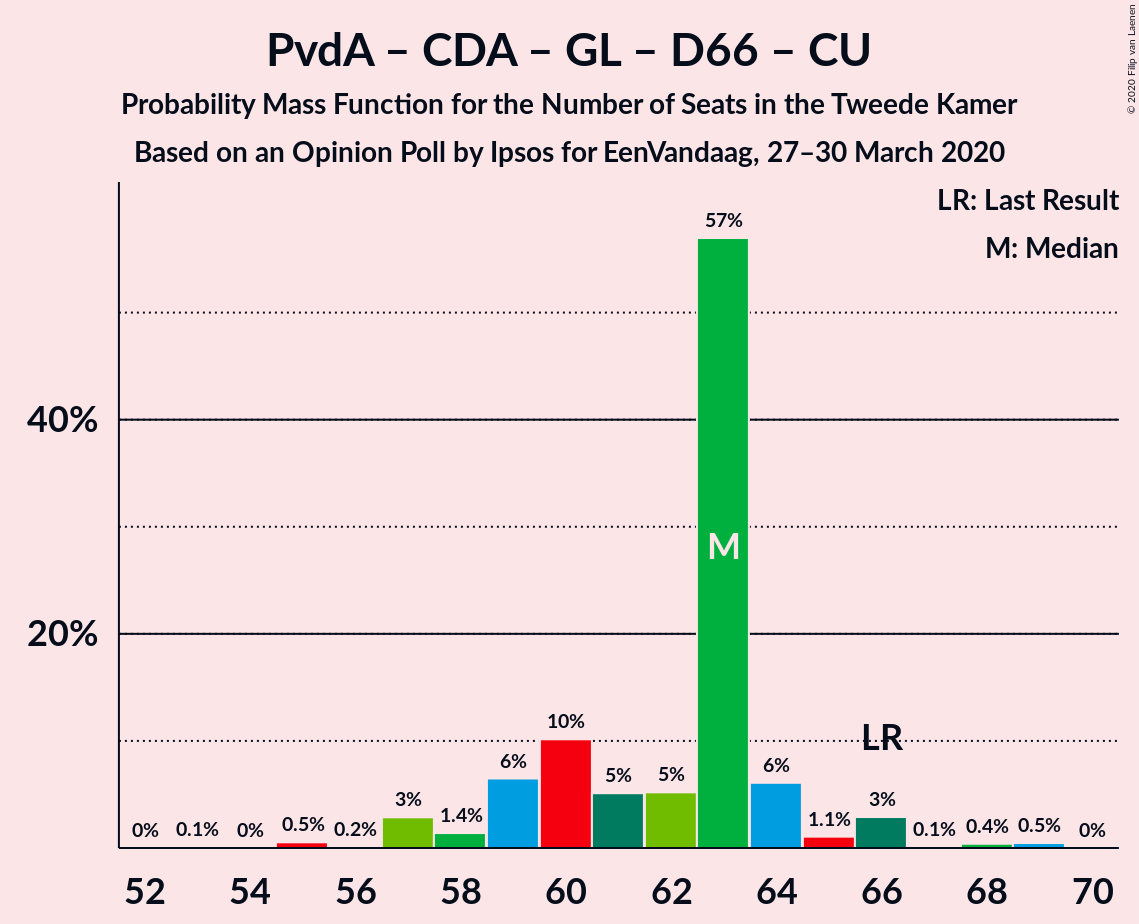 PvdA – CDA – GL – D66 – CU
Probability Mass Function for the Number of Seats in the Tweede Kamer
Based on an Opinion Poll by Ipsos for EenVandaag, 27–30 March 2020
© 2020 Filip van Laenen
LR: Last Result
M: Median
57%
40%
M
20%
LR
10%
6%
6%
5%
5%
3%
3%
1.4%
1.1%
0%
0.1%
0%
0.5%
0.2%
0.1%
0.4%
0.5%
0%
52 54 56 58 60 62 64 66 68 70